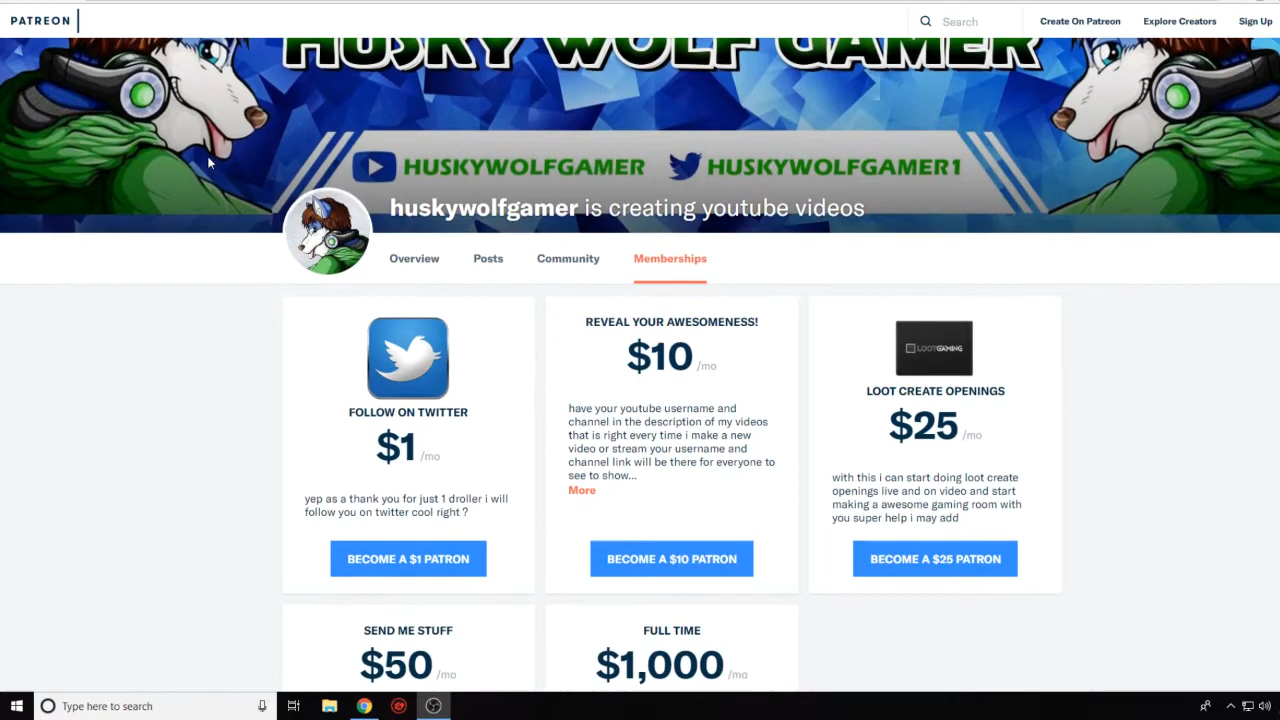 PATREON
Search
Create On Patreon
Explore Creators
Sign Up
HUSKY WOLF GAMER
HUSKYWOLFGAMER
HUSKYWOLFGAMER1
huskywolfgamer is creating youtube videos
Overview
Posts
Community
Memberships
FOLLOW ON TWITTER
$1 /mo
yep as a thank you for just 1 droller i will
follow you on twitter cool right ?
BECOME A $1 PATRON
REVEAL YOUR AWESOMENESS!
$10 /mo
have your youtube username and
channel in the description of my videos
that is right every time i make a new
video or stream your username and
channel link will be there for everyone to
see to show...
More
BECOME A $10 PATRON
LOOTGAMING
LOOT CREATE OPENINGS
$25 /mo
with this i can start doing loot create
openings live and on video and start
making a awesome gaming room with
you super help i may add
BECOME A $25 PATRON
SEND ME STUFF
$50 /mo
FULL TIME
$1,000 /mo
Type here to search